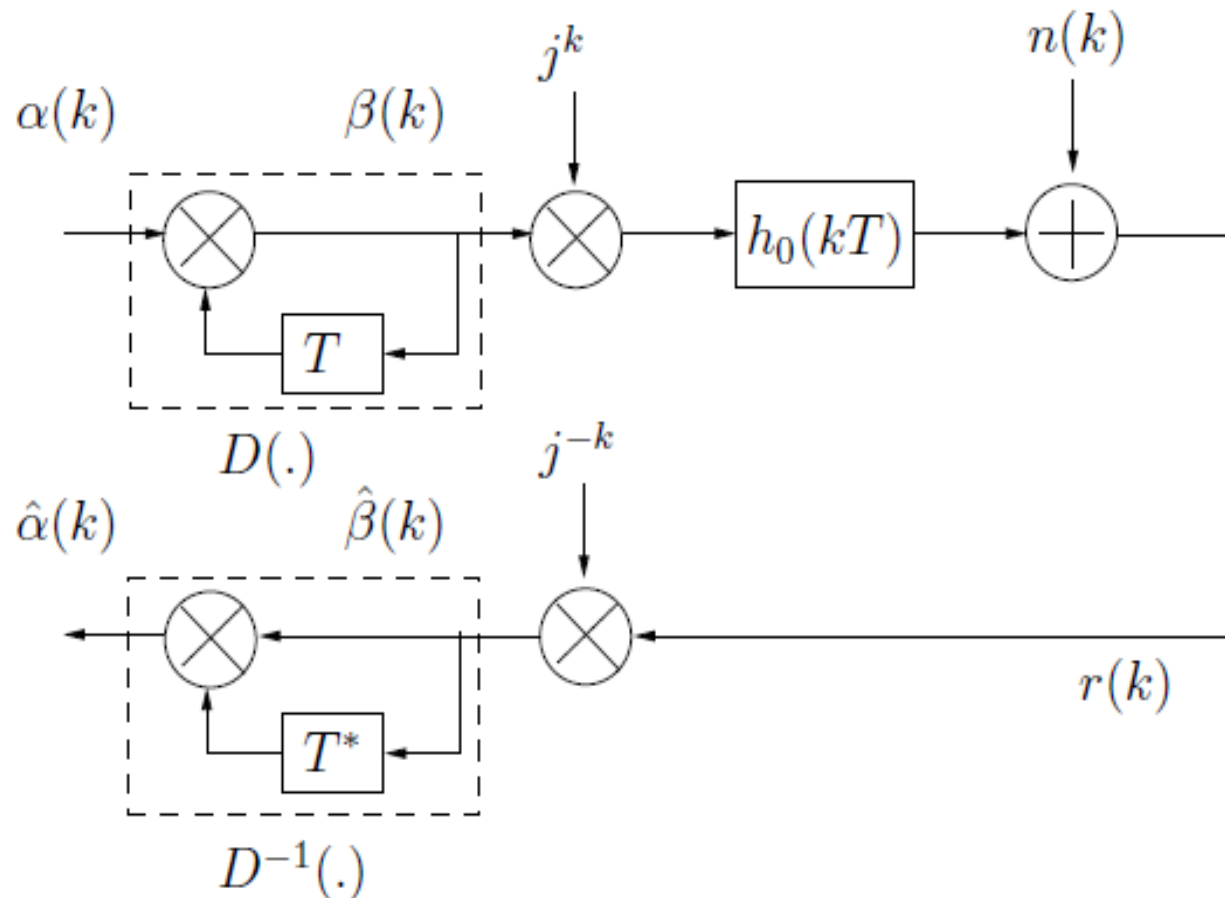 j^k
n(k)
α(k)
β(k)
h_0(kT)
T
D(.)
j^{-k}
α̂(k)
β̂(k)
r(k)
T^*
D^{-1}(.)